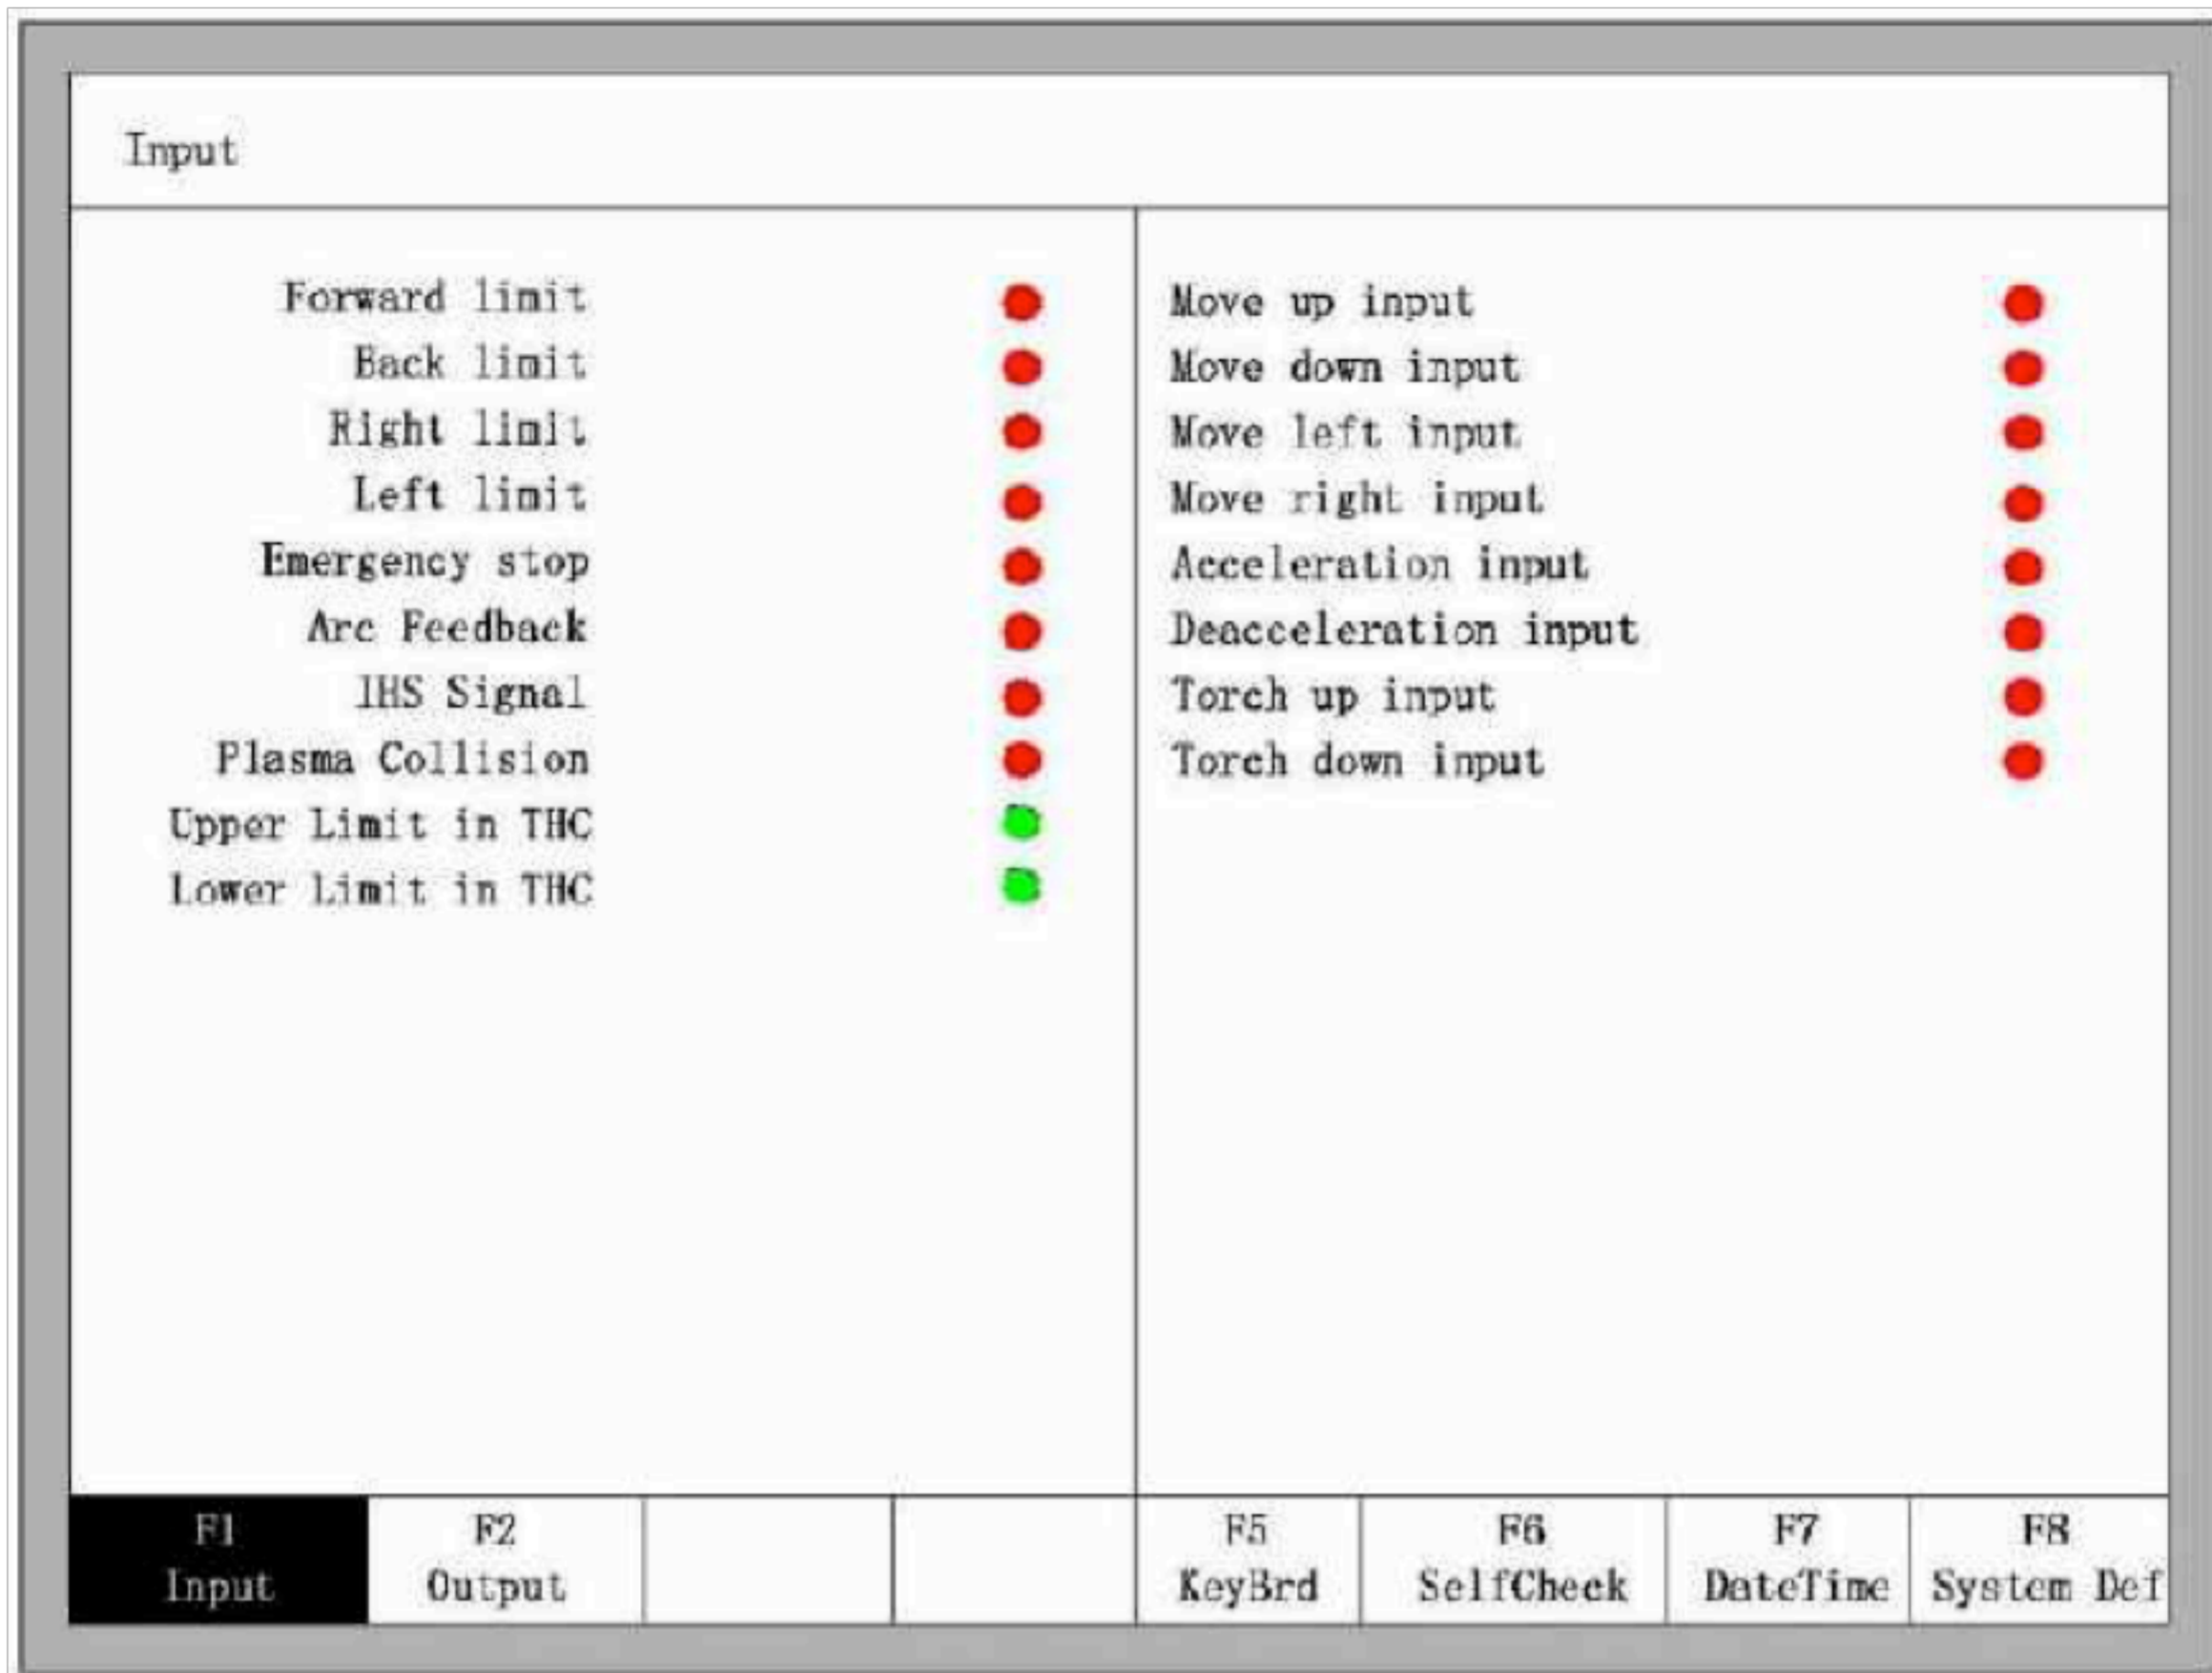 Input
Forward limit
Back limit
Right limit
Left limit
Emergency stop
Arc Feedback
IHS Signal
Plasma Collision
Upper Limit in THC
Lower Limit in THC
Move up input
Move down input
Move left input
Move right input
Acceleration input
Deacceleration input
Torch up input
Torch down input
F1 F2 F5 F6 F7 F8
Input Output KeyBrd SelfCheck DateTime System Def